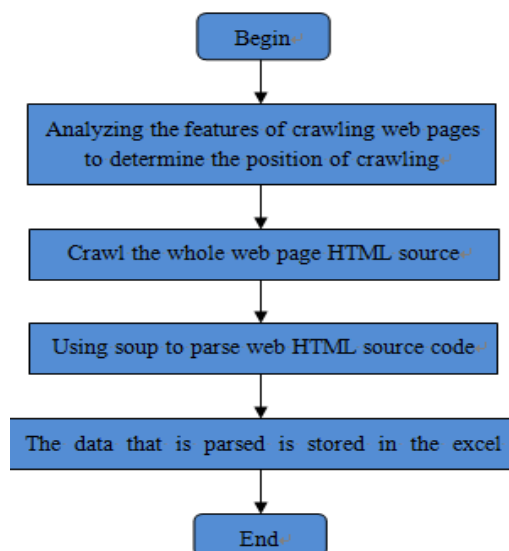 Begin
Analyzing the features of crawling web pages
to determine the position of crawling
Crawl the whole web page HTML source
Using soup to parse web HTML source code
The data that is parsed is stored in the excel
End